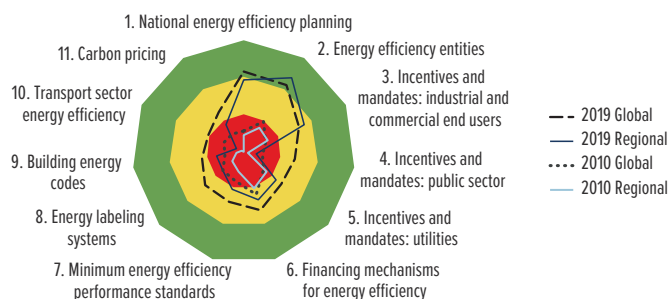 1. National energy efficiency planning
2. Energy efficiency entities
3. Incentives and
mandates: industrial and
commercial end users
4. Incentives and
mandates: public sector
5. Incentives and
mandates: utilities
6. Financing mechanisms
for energy efficiency
7. Minimum energy efficiency
performance standards
8. Energy labeling
systems
9. Building energy
codes
10. Transport sector
energy efficiency
11. Carbon pricing
2019 Global
2019 Regional
2010 Global
2010 Regional